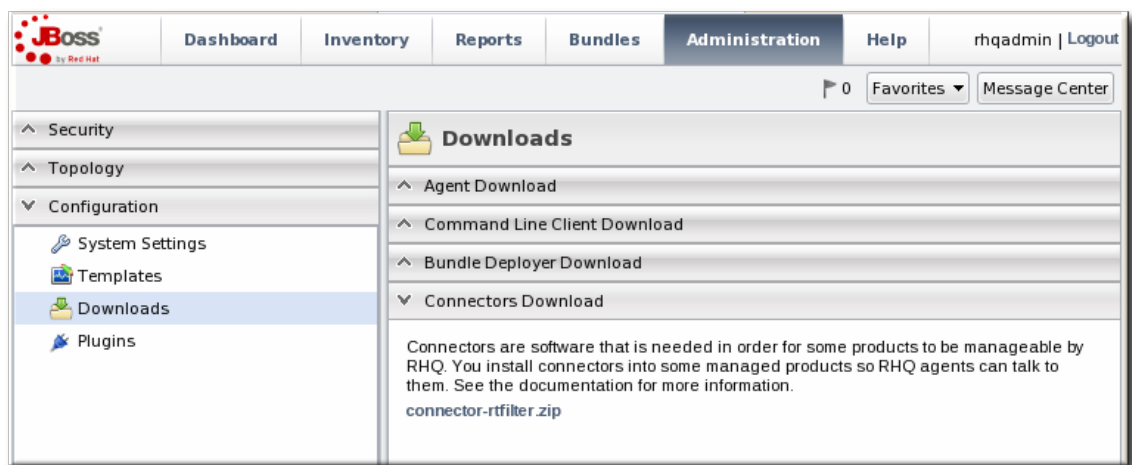 JBoss
by Red Hat
Dashboard Inventory Reports Bundles Administration Help rhqadmin | Logout
0 Favorites Message Center
Security
Topology
Configuration
System Settings
Templates
Downloads
Plugins
Downloads
Agent Download
Command Line Client Download
Bundle Deployer Download
Connectors Download
Connectors are software that is needed in order for some products to be manageable by
RHQ. You install connectors into some managed products so RHQ agents can talk to
them. See the documentation for more information.
connector-rtfilter.zip